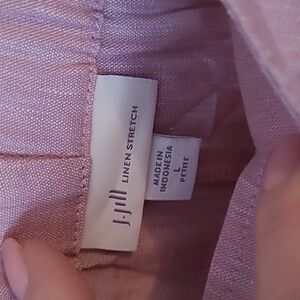 J.Jill
LINEN STRETCH
MADE IN
INDONESIA
L
PETITE